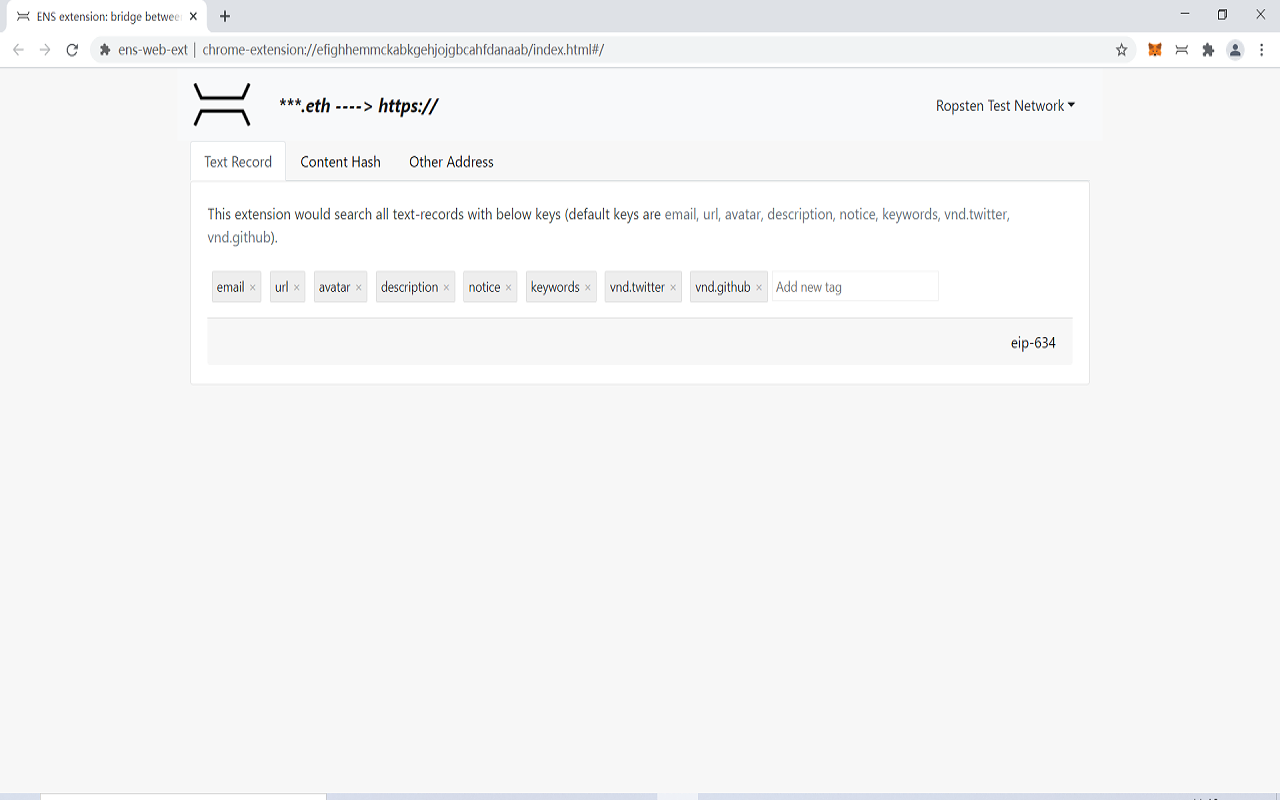 ENS extension: bridge betwee
ens-web-ext | chrome-extension://efighhemmckabkgehjojgbcahfdanaab/index.html#/
***.eth ----> https://
Ropsten Test Network
Text Record Content Hash Other Address
This extension would search all text-records with below keys (default keys are email, url, avatar, description, notice, keywords, vnd.twitter,
vnd.github).
email × url × avatar × description × notice × keywords × vnd.twitter × vnd.github × Add new tag
eip-634